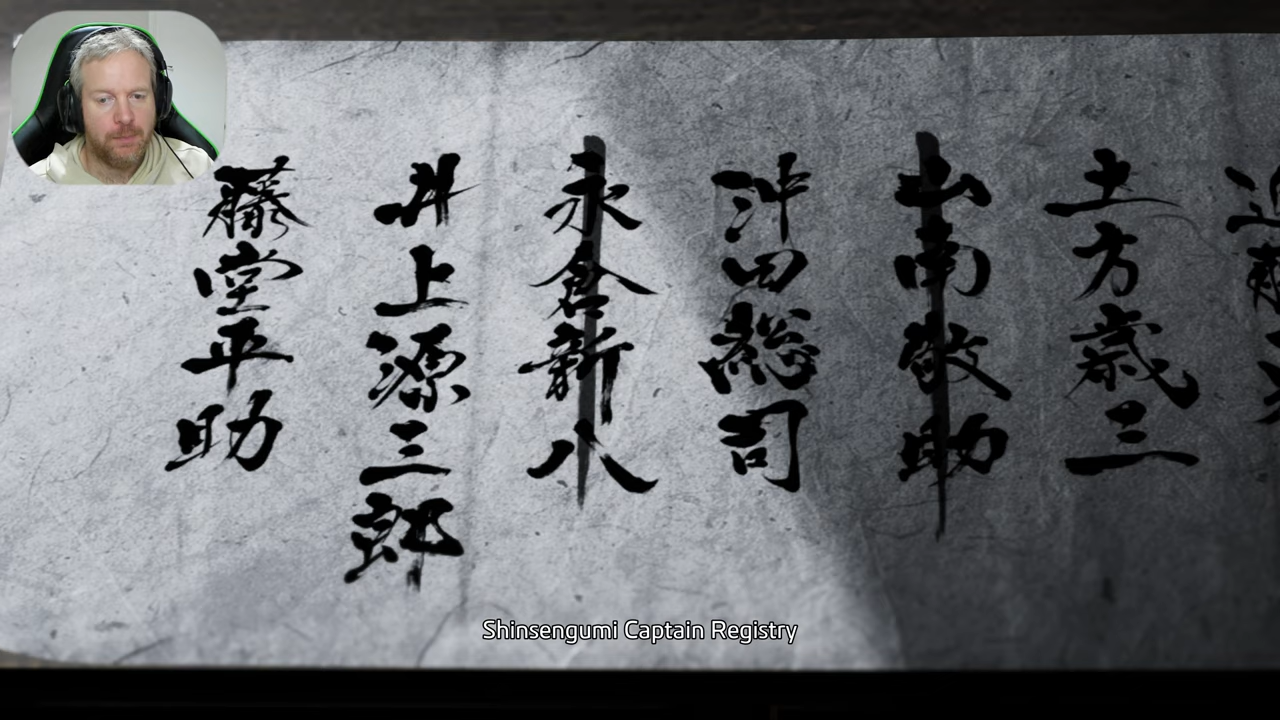 土方歳三
山南敬助
沖田総司
永倉新八
井上源三郎
藤堂平助
Shinsengumi Captain Registry